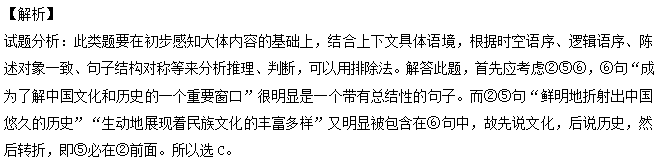 【解析】
试题分析：此类题要在初步感知大体内容的基础上，结合上下文具体语境，根据时空语序、逻辑语序、陈
述对象一致、句子结构对称等来分析推理、判断，可以用排除法。解答此题，首先应考虑②⑤⑥，⑥句“成
为了解中国文化和历史的一个重要窗口”很明显是一个带有总结性的句子。而②⑤句“鲜明地折射出中国
悠久的历史”“生动地展现着民族文化的丰富多样”又明显被包含在⑥句中，故先说文化，后说历史，然
后转折，即⑤必在②前面。所以选 C。